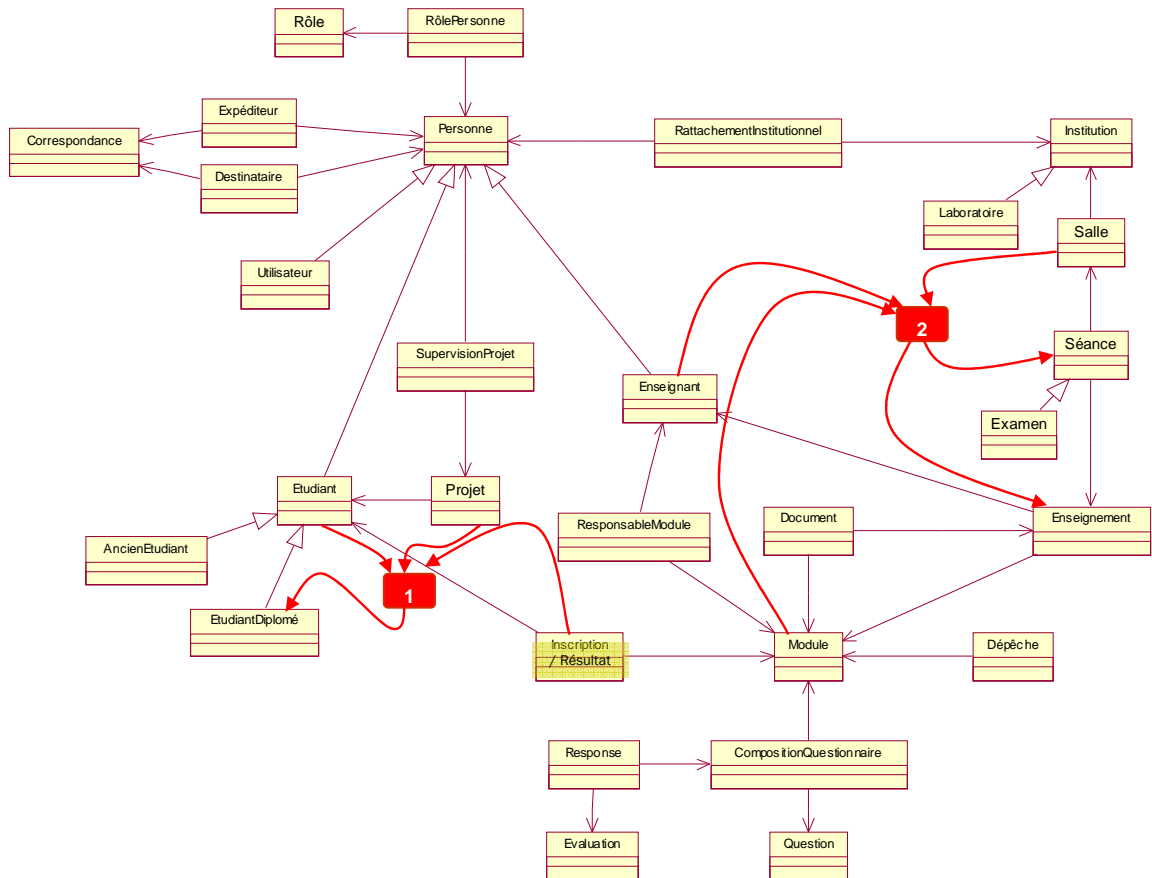 Rôle
RôlePersonne
Expéditeur
Correspondance
Personne
RattachementInstitutionnel
Institution
Destinataire
Laboratoire
Salle
Utilisateur
2
SupervisionProjet
Séance
Enseignant
Examen
Etudiant
Projet
ResponsableModule
Document
Enseignement
AncienEtudiant
1
EtudiantDiplomé
Inscription
/ Résultat
Module
Dépêche
Response
CompositionQuestionnaire
Evaluation
Question